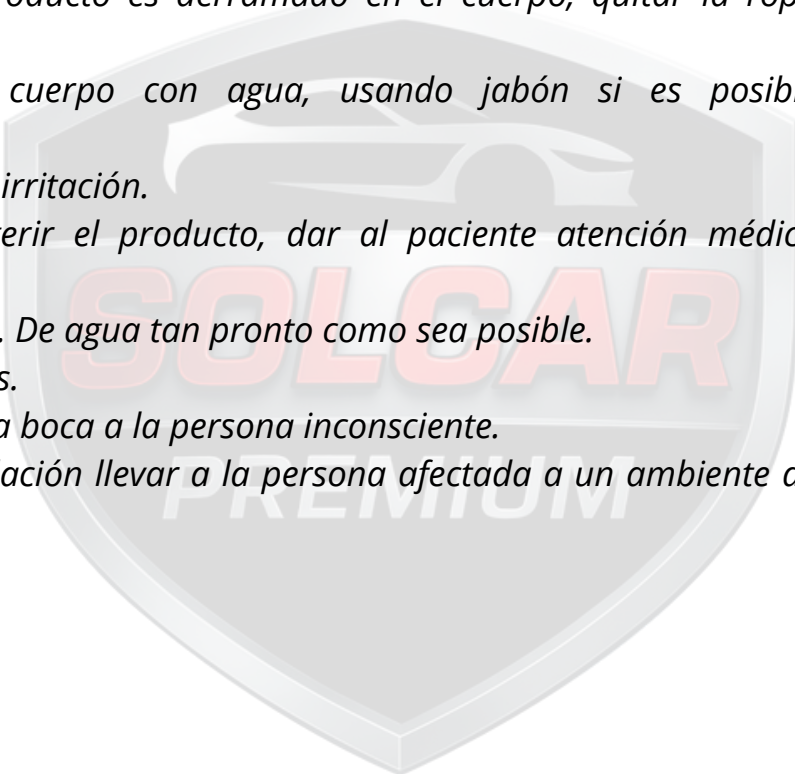 oducto es derramado en el cuerpo, quitar la rop
cuerpo con agua, usando jabón si es posib
irritación.
erir el producto, dar al paciente atención médic
. De agua tan pronto como sea posible.
s.
a boca a la persona inconsciente.
ación llevar a la persona afectada a un ambiente
SOLCAR
PREMIUM